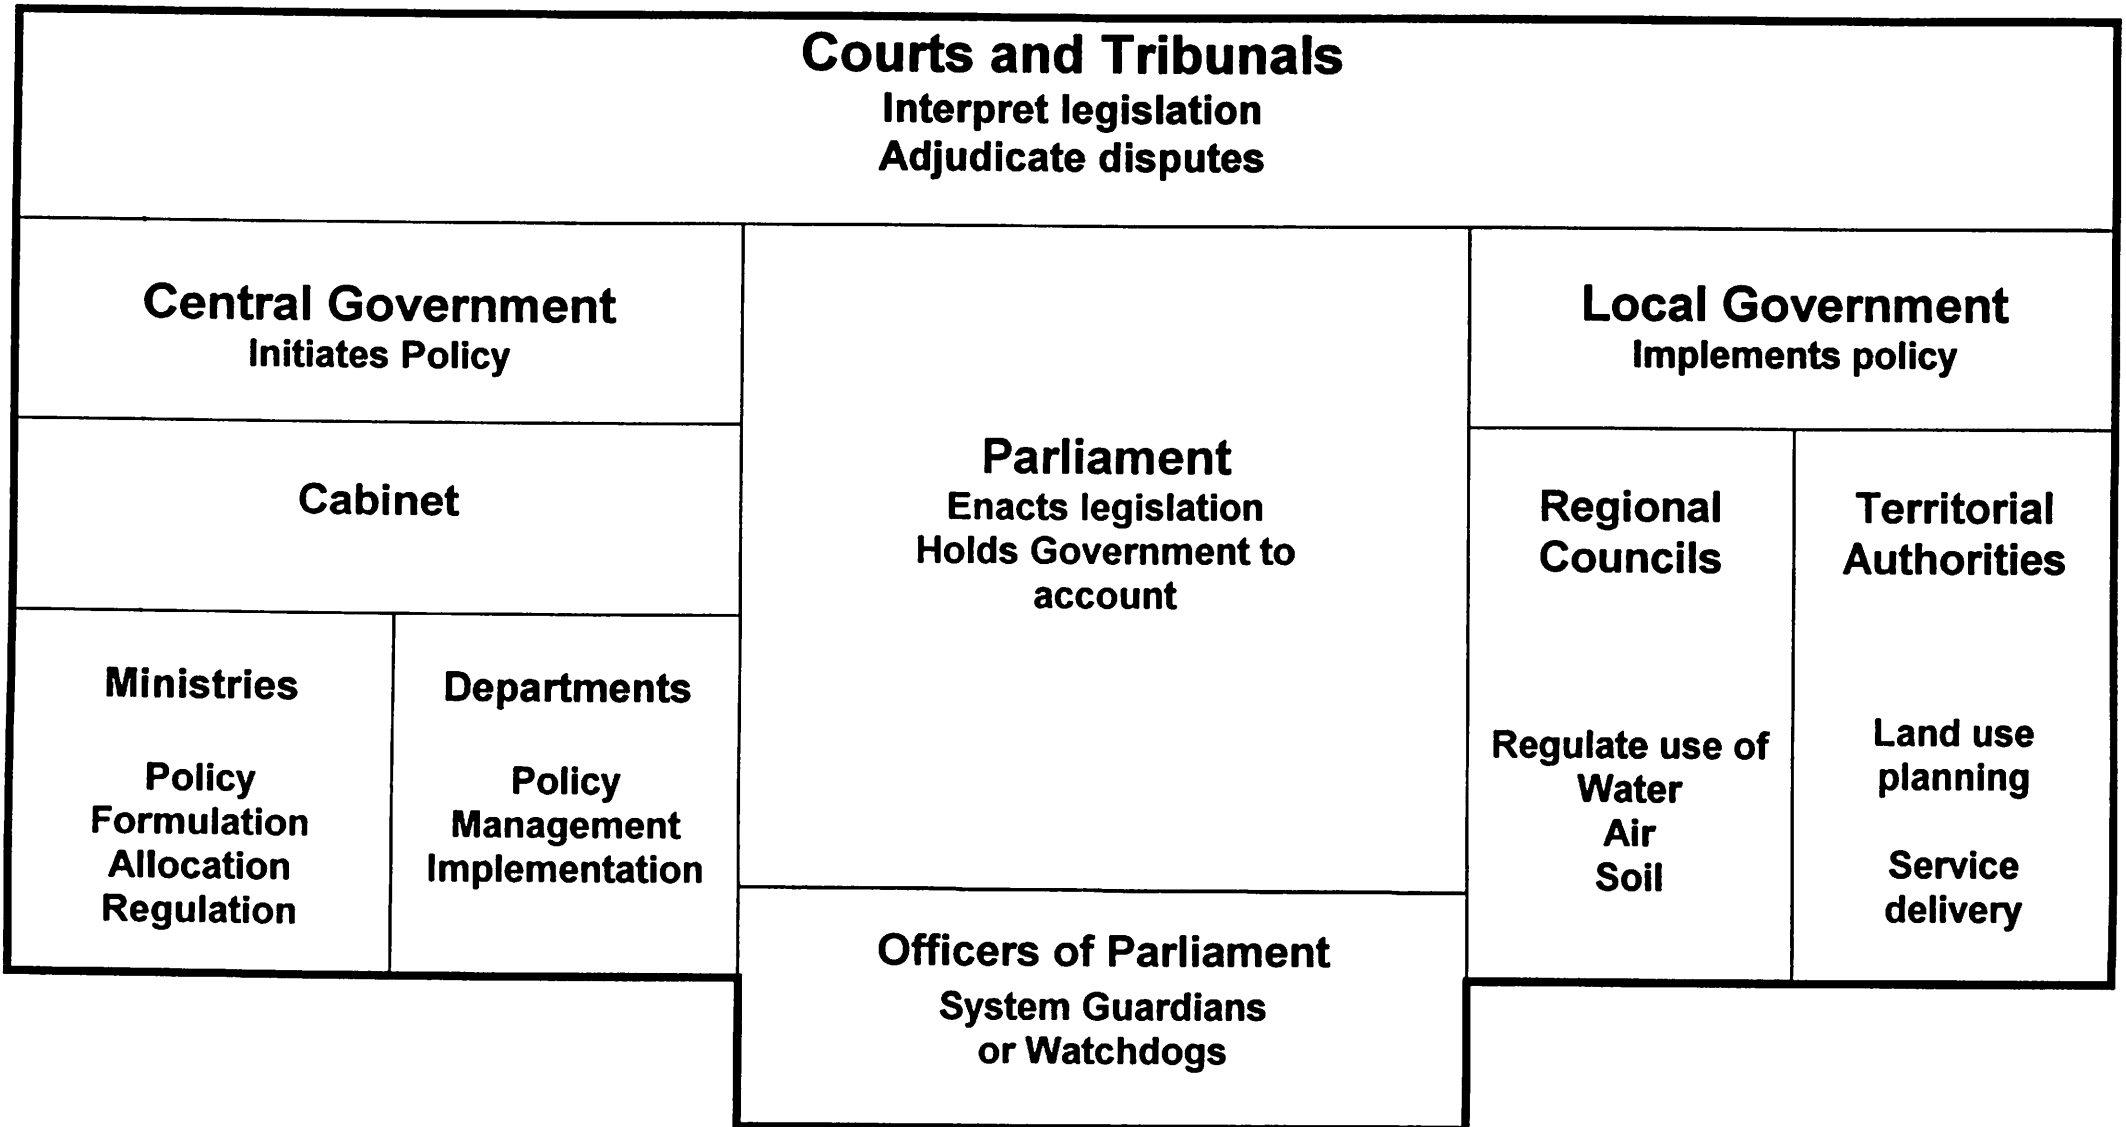 Courts and Tribunals
Interpret legislation
Adjudicate disputes
Central Government
Initiates Policy
Cabinet
Ministries
Policy
Formulation
Allocation
Regulation
Departments
Policy
Management
Implementation
Parliament
Enacts legislation
Holds Government to
account
Officers of Parliament
System Guardians
or Watchdogs
Local Government
Implements policy
Regional
Councils
Regulate use of
Water
Air
Soil
Territorial
Authorities
Land use
planning
Service
delivery